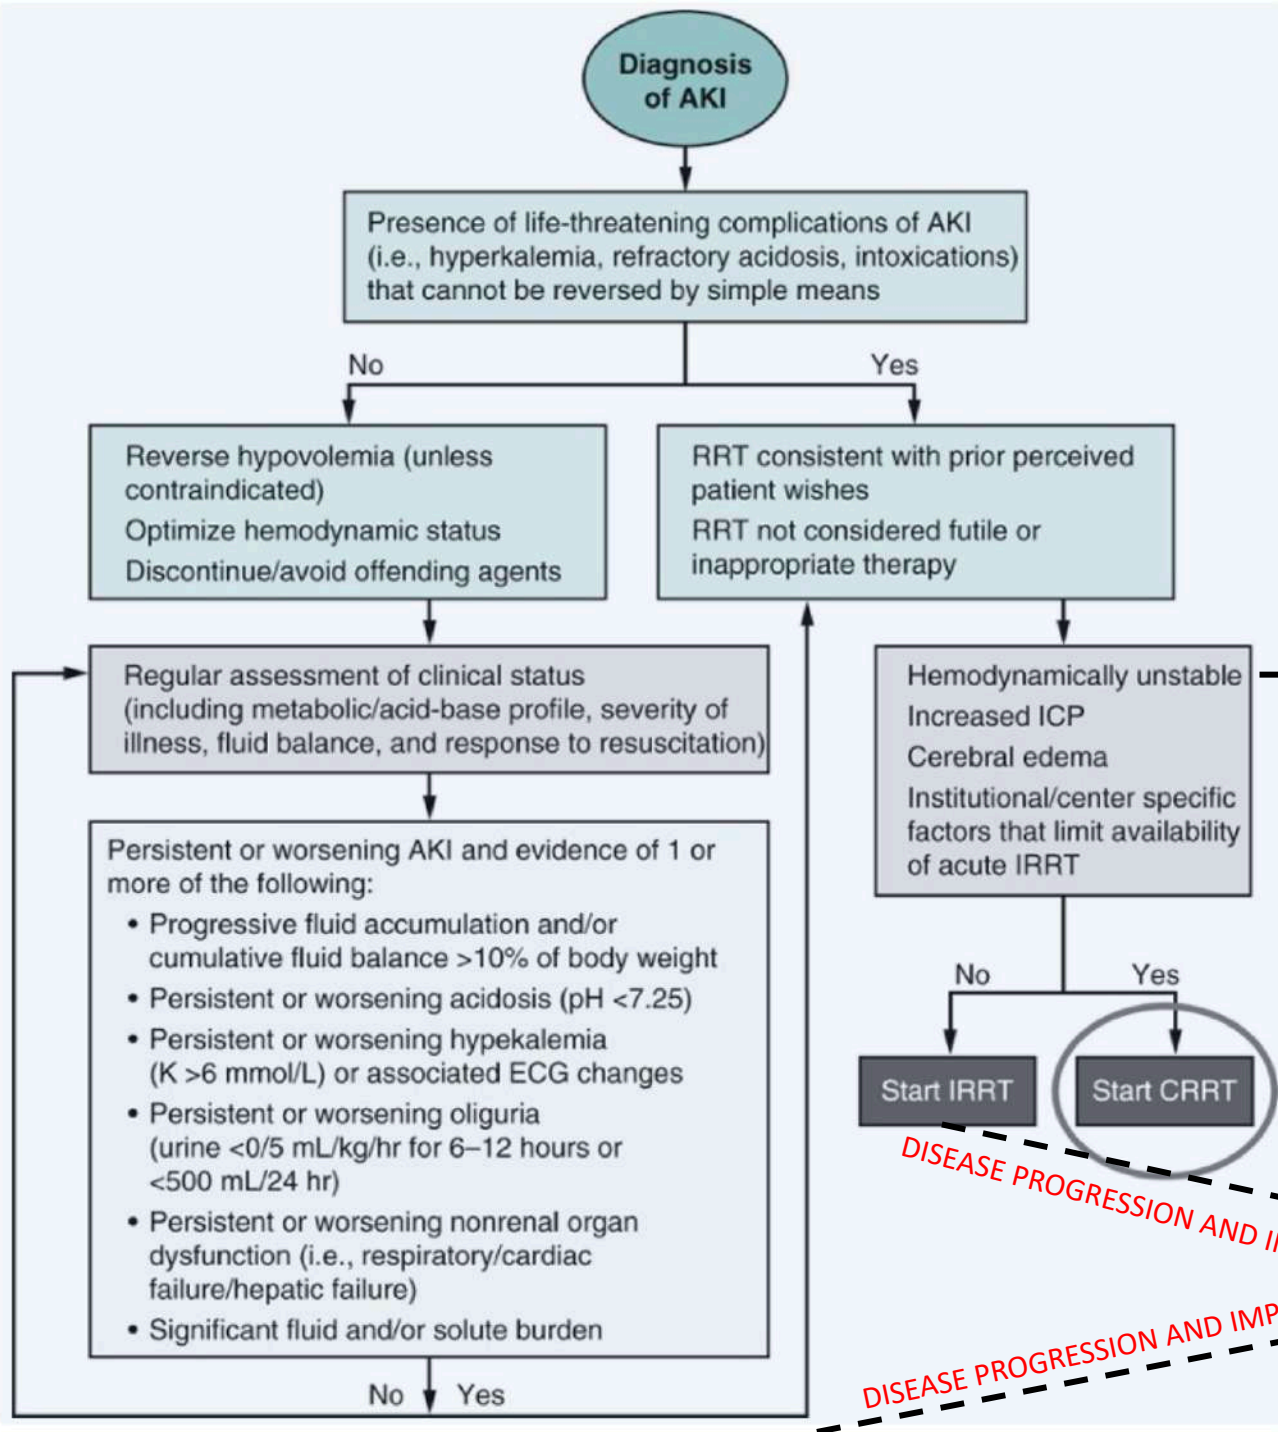 Diagnosis
of AKI
Presence of life-threatening complications of AKI
(i.e., hyperkalemia, refractory acidosis, intoxications)
that cannot be reversed by simple means
No
Yes
Reverse hypovolemia (unless
contraindicated)
Optimize hemodynamic status
Discontinue/avoid offending agents
RRT consistent with prior perceived
patient wishes
RRT not considered futile or
inappropriate therapy
Regular assessment of clinical status
(including metabolic/acid-base profile, severity of
illness, fluid balance, and response to resuscitation)
Hemodynamically unstable
Increased ICP
Cerebral edema
Institutional/center specific
factors that limit availability
of acute IRRT
Persistent or worsening AKI and evidence of 1 or
more of the following:
• Progressive fluid accumulation and/or
cumulative fluid balance >10% of body weight
• Persistent or worsening acidosis (pH <7.25)
• Persistent or worsening hypekalemia
(K >6 mmol/L) or associated ECG changes
• Persistent or worsening oliguria
(urine <0/5 mL/kg/hr for 6–12 hours or
<500 mL/24 hr)
• Persistent or worsening nonrenal organ
dysfunction (i.e., respiratory/cardiac
failure/hepatic failure)
• Significant fluid and/or solute burden
No
Yes
No
Yes
Start IRRT
Start CRRT
DISEASE PROGRESSION AND
DISEASE PROGRESSION AND